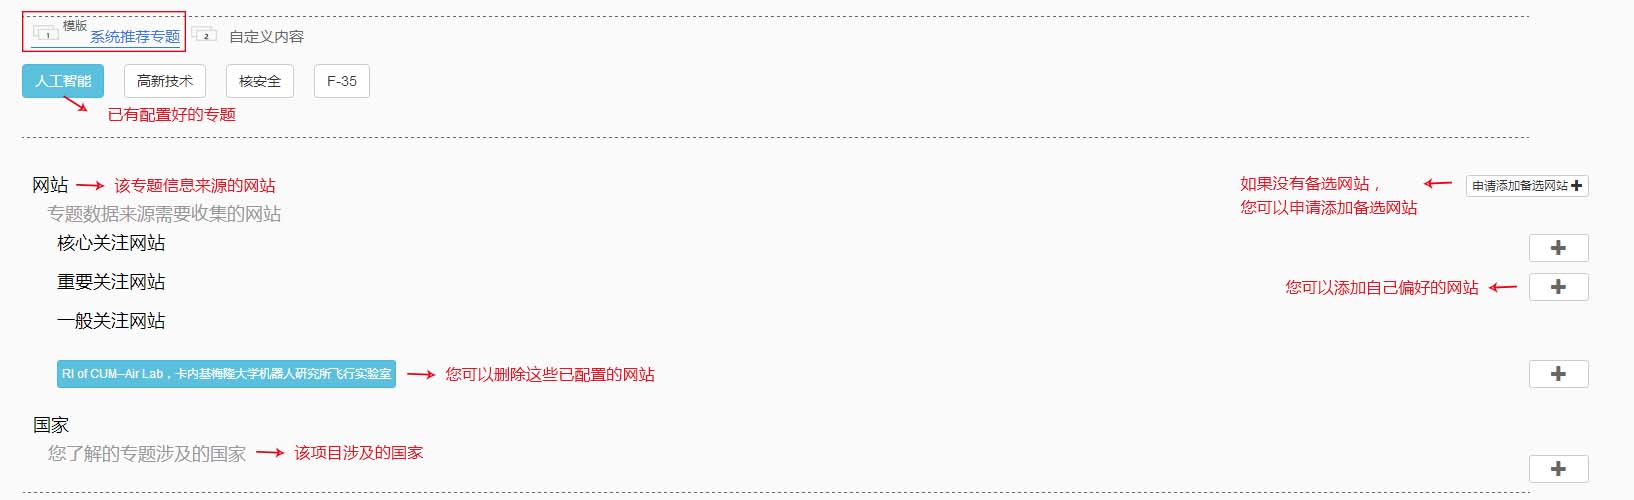 模版
1 系统推荐专题 2 自定义内容
人工智能 高新技术 核安全 F-35
已有配置好的专题
网站 该专题信息来源的网站 如果没有备选网站， 申请添加备选网站
您可以申请添加备选网站
专题数据来源需要收集的网站
核心关注网站
重要关注网站 您可以添加自己偏好的网站
一般关注网站
RI of CUM--Air Lab，卡内基梅隆大学机器人研究所飞行实验室 您可以删除这些已配置的网站
国家
您了解的专题涉及的国家 该项目涉及的国家